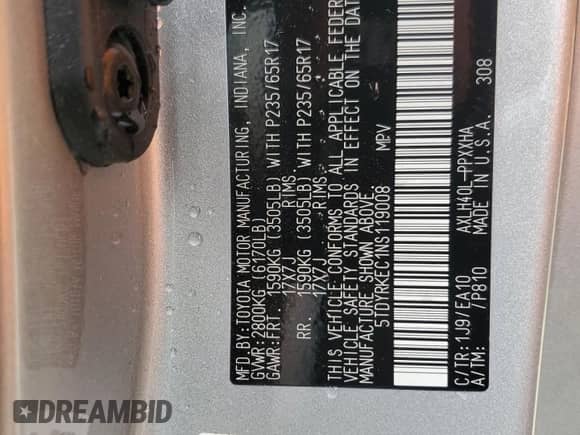 MFD.BY:TOYOTA MOTOR MANUFACTURING, INDIANA, INC.
GVWR:2800KG (6170LB)
GAWR:FRT. 1590KG (3505LB) WITH P235/65R17
17X7J RIMS
RR. 1590KG (3505LB) WITH P235/65R17
17X7J RIMS
THIS VEHICLE CONFORMS TO ALL APPLICABLE FEDER
VEHICLE SAFETY STANDARDS IN EFFECT ON THE DAT
MANUFACTURE SHOWN ABOVE.
5TDYRKEC1NS119008 MPV
C/TR:1J9/EA10 AXLH40L-PPXXHA
A/TM: /P810 MADE IN U.S.A. 308
DREAMBID